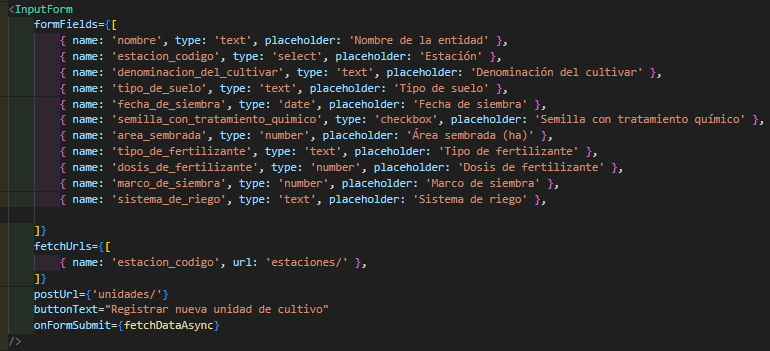 <InputForm
formFields={[
{ name: 'nombre', type: 'text', placeholder: 'Nombre de la entidad' },
{ name: 'estacion_codigo', type: 'select', placeholder: 'Estación' },
{ name: 'denominacion_del_cultivar', type: 'text', placeholder: 'Denominación del cultivar' },
{ name: 'tipo_de_suelo', type: 'text', placeholder: 'Tipo de suelo' },
{ name: 'fecha_de_siembra', type: 'date', placeholder: 'Fecha de siembra' },
{ name: 'semilla_con_tratamiento_quimico', type: 'checkbox', placeholder: 'Semilla con tratamiento químico' },
{ name: 'area_sembrada', type: 'number', placeholder: 'Área sembrada (ha)' },
{ name: 'tipo_de_fertilizante', type: 'text', placeholder: 'Tipo de fertilizante' },
{ name: 'dosis_de_fertilizante', type: 'number', placeholder: 'Dosis de fertilizante' },
{ name: 'marco_de_siembra', type: 'number', placeholder: 'Marco de siembra' },
{ name: 'sistema_de_riego', type: 'text', placeholder: 'Sistema de riego' },
]}
fetchUrls={[
{ name: 'estacion_codigo', url: 'estaciones/' },
]}
postUrl={'unidades/'}
buttonText="Registrar nueva unidad de cultivo"
onFormSubmit={fetchDataAsync}
/>